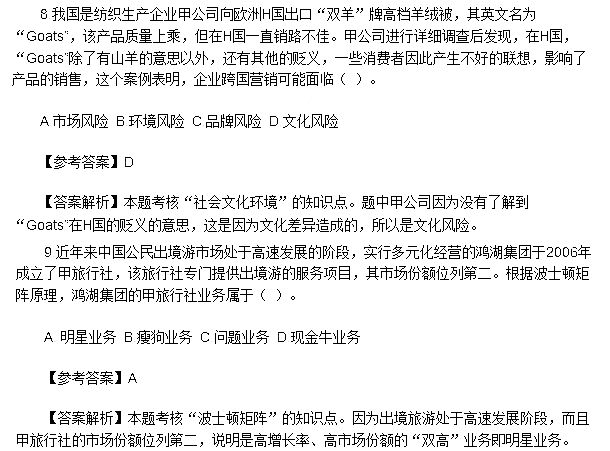 8 我国是纺织生产企业甲公司向欧洲H国出口“双羊”牌高档羊绒被，其英文名为
“Goats”，该产品质量上乘，但在H国一直销路不佳。甲公司进行详细调查后发现，在H国，
“Goats”除了有山羊的意思以外，还有其他的贬义，一些消费者因此产生不好的联想，影响了
产品的销售，这个案例表明，企业跨国营销可能面临（ ）。
A 市场风险 B 环境风险 C 品牌风险 D 文化风险
【参考答案】D
【答案解析】本题考核“社会文化环境”的知识点。题中甲公司因为没有了解到
“Goats”在H国的贬义的意思，这是因为文化差异造成的，所以是文化风险。
9 近年来中国公民出境游市场处于高速发展的阶段，实行多元化经营的鸿湖集团于2006年
成立了甲旅行社，该旅行社专门提供出境游的服务项目，其市场份额位列第二。根据波士顿矩
阵原理，鸿湖集团的甲旅行社业务属于（ ）。
A 明星业务 B 瘦狗业务 C 问题业务 D 现金牛业务
【参考答案】A
【答案解析】本题考核“波士顿矩阵”的知识点。因为出境旅游处于高速发展阶段，而且
甲旅行社的市场份额位列第二，说明是高增长率、高市场份额的“双高”业务即明星业务。